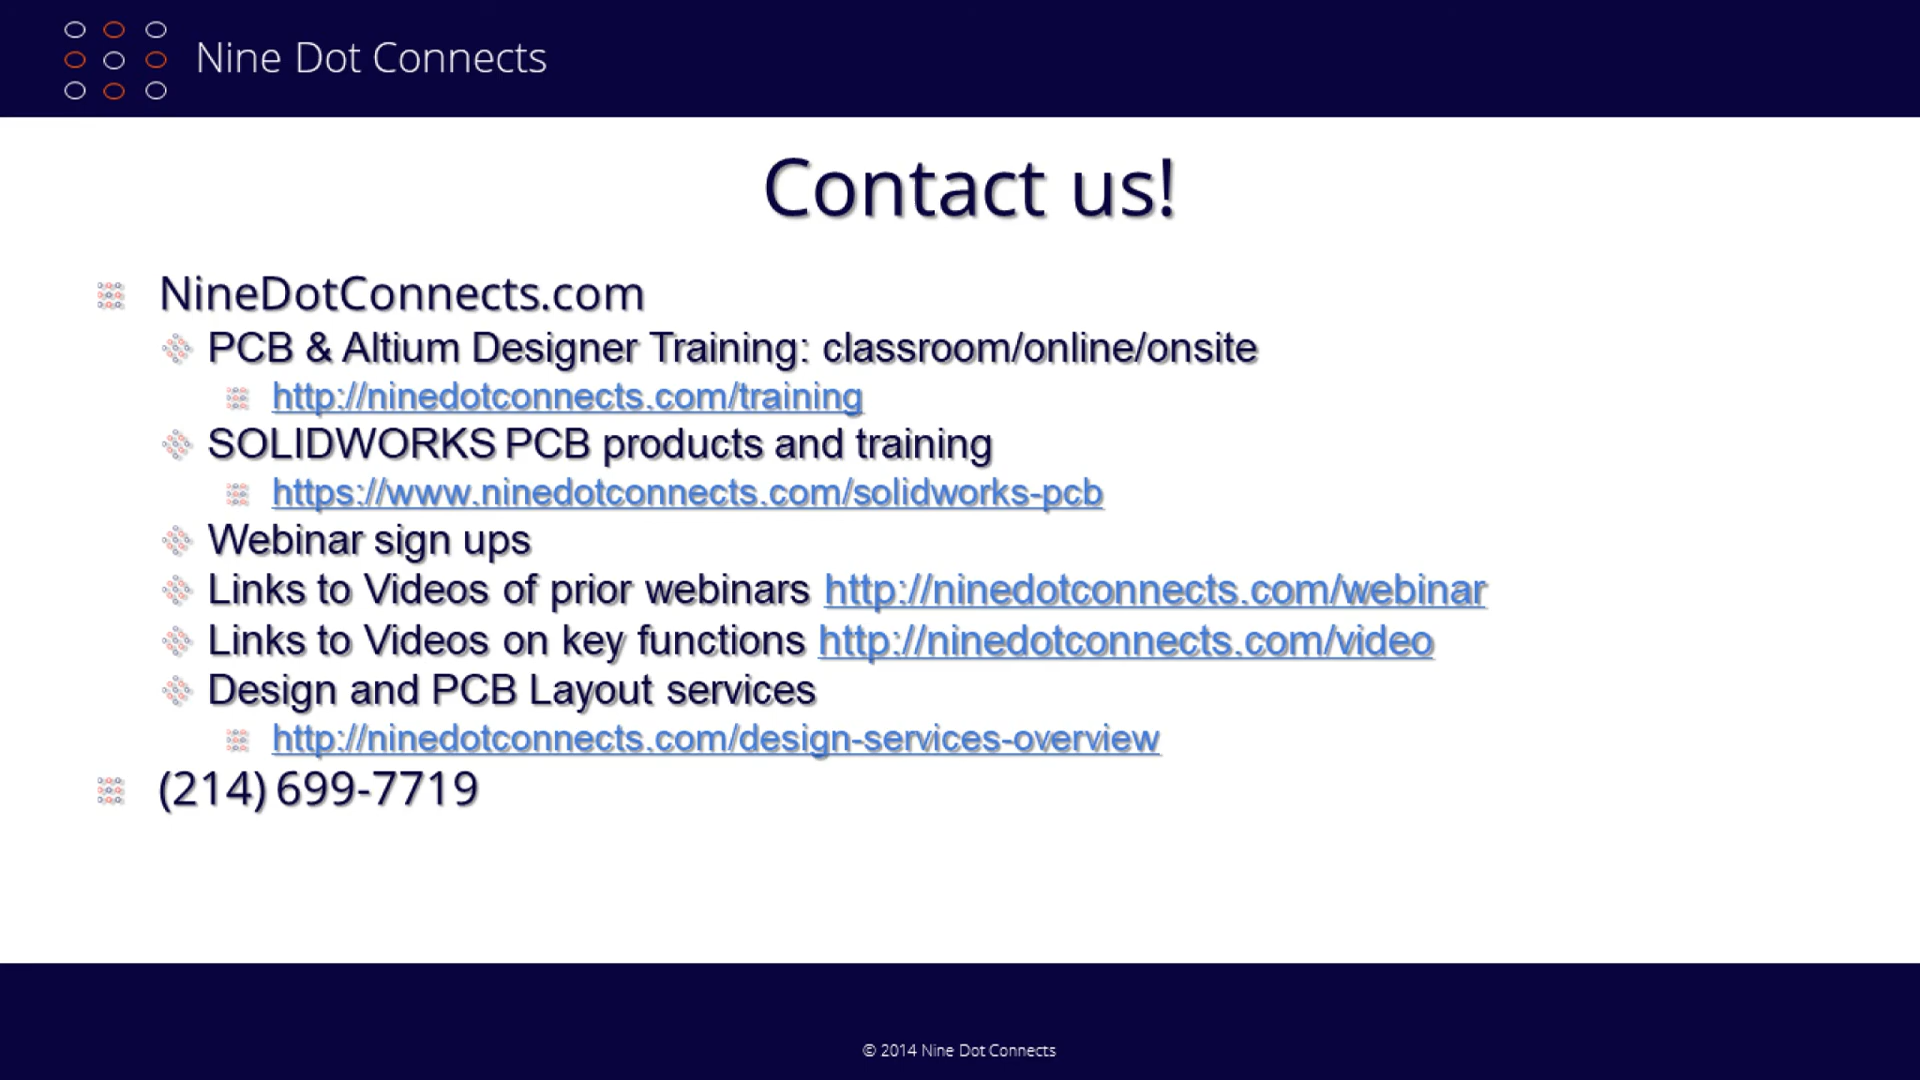 Nine Dot Connects
Contact us!
NineDotConnects.com
PCB & Altium Designer Training: classroom/online/onsite
http://ninedotconnects.com/training
SOLIDWORKS PCB products and training
https://www.ninedotconnects.com/solidworks-pcb
Webinar sign ups
Links to Videos of prior webinars http://ninedotconnects.com/webinar
Links to Videos on key functions http://ninedotconnects.com/video
Design and PCB Layout services
http://ninedotconnects.com/design-services-overview
(214) 699-7719
© 2014 Nine Dot Connects